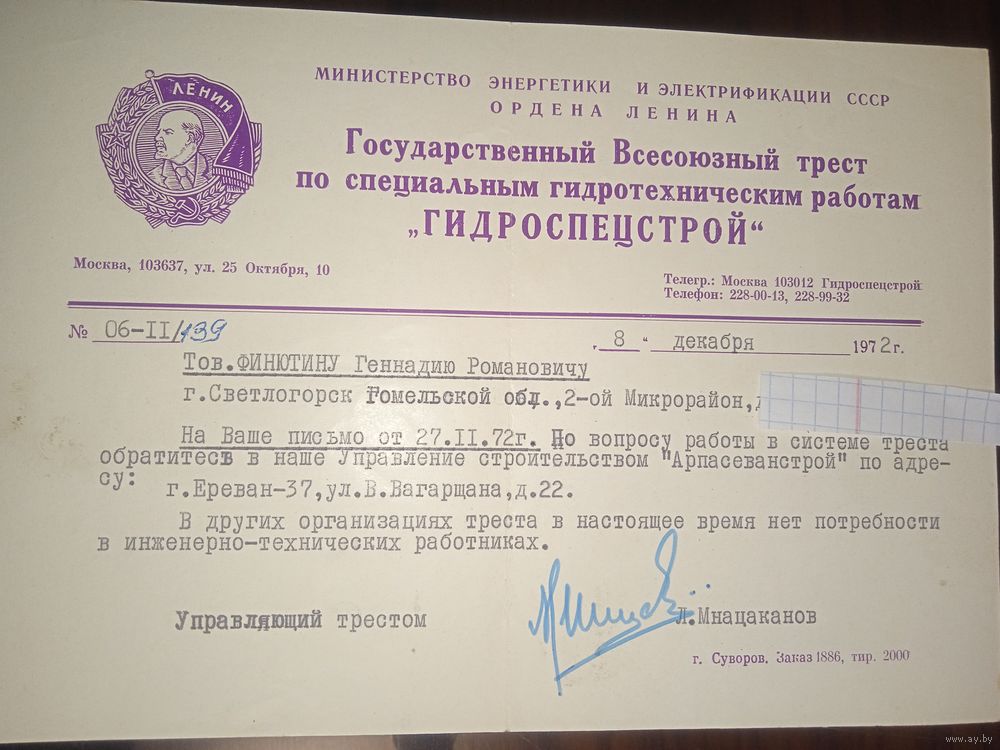 ЛЕНИН
МИНИСТЕРСТВО ЭНЕРГЕТИКИ И ЭЛЕКТРИФИКАЦИИ СССР
ОРДЕНА ЛЕНИНА
Государственный Всесоюзный трест
по специальным гидротехническим работам
„ГИДРОСПЕЦСТРОЙ“
Москва, 103637, ул. 25 Октября, 10
Телегр.: Москва 103012 Гидроспецстрой
Телефон: 228-00-13, 228-99-32
№ 06-II/139
„ 8 “ декабря 1972г.
Тов.ФИНЮТИНУ Геннадию Романовичу
г.Светлогорск Гомельской обл.,2-ой Микрорайон,
На Ваше письмо от 27.II.72г. По вопросу работы в системе треста
обратитесь в наше Управление строительством "Арпасеванстрой" по адре-
су: г.Ереван-37,ул.В.Вагарщана,д.22.
В других организациях треста в настоящее время нет потребности
в инженерно-технических работниках.
Управляющий трестом
Л.Мнацаканов
г. Суворов. Заказ 1886, тир. 2000
www.ay.by